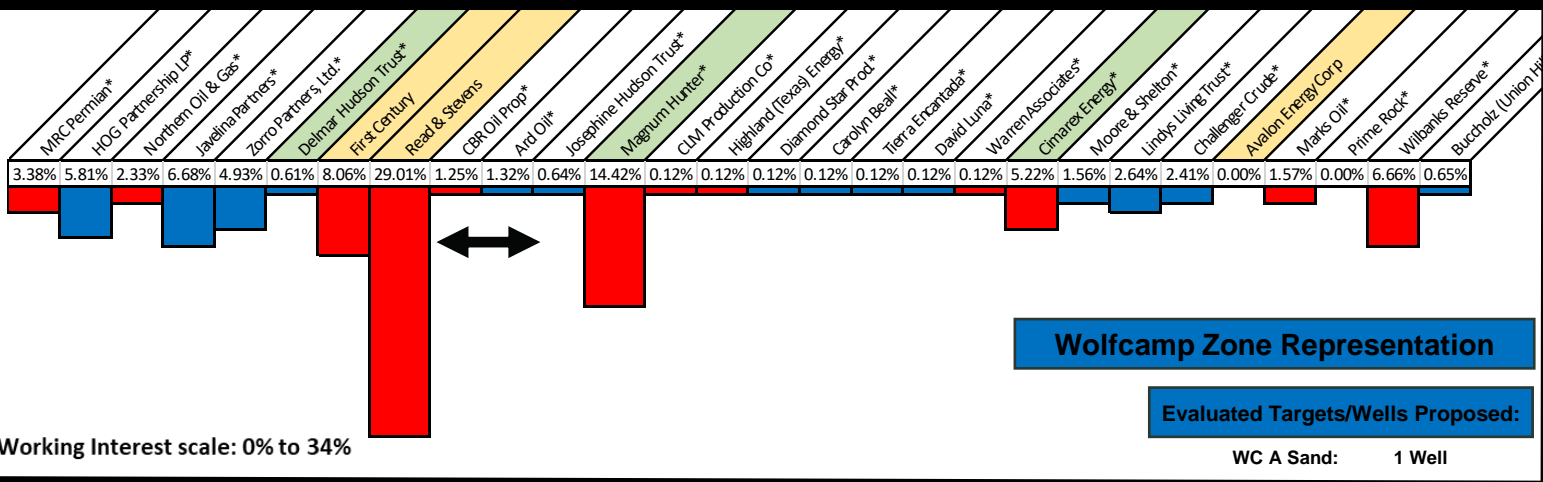 MRC Permian*
HOG Partnership LP*
Northern Oil & Gas*
Javelina Partners *
Zorro Partners, Ltd.*
Delmar Hudson Trust*
First Century
Read & Stevens
CBR Oil Prop*
Ard Oil*
Josephine Hudson Trust*
Magnum Hunter*
CLM Production Co*
Highland (Texas) Energy*
Diamond Star Prod.*
Carolyn Beall*
Tierra Encantada*
David Luna*
Warren Associates*
Cimarex Energy*
Moore & Shelton*
Lindys Living Trust*
Challenger Crude*
Avalon Energy Corp
Marks Oil*
Prime Rock*
Wilbanks Reserve *
Buccholz (Union Hil
3.38% 5.81% 2.33% 6.68% 4.93% 0.61% 8.06% 29.01% 1.25% 1.32% 0.64% 14.42% 0.12% 0.12% 0.12% 0.12% 0.12% 0.12% 0.12% 5.22% 1.56% 2.64% 2.41% 0.00% 1.57% 0.00% 6.66% 0.65%
Wolfcamp Zone Representation
Evaluated Targets/Wells Proposed:
Working Interest scale: 0% to 34%
WC A Sand: 1 Well